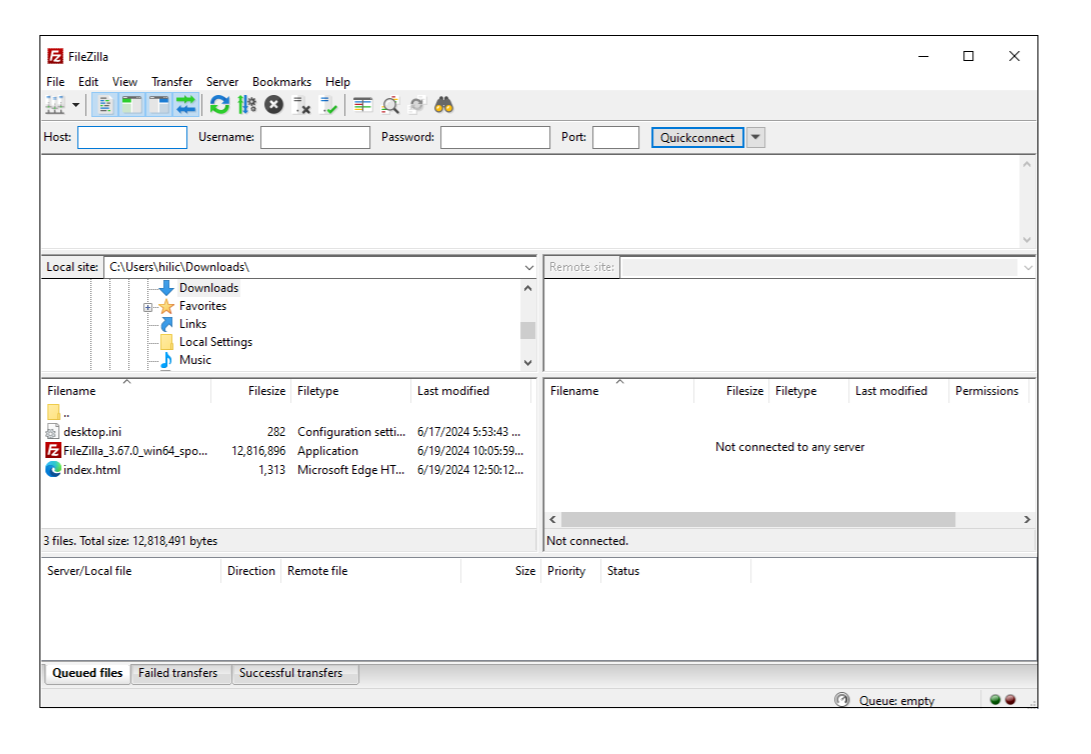 FileZilla
File Edit View Transfer Server Bookmarks Help
Host: Username: Password: Port: Quickconnect
Local site: C:\Users\hilic\Downloads\
Remote site:
Downloads
Favorites
Links
Local Settings
Music
Filename Filesize Filetype Last modified
..
desktop.ini 282 Configuration setti... 6/17/2024 5:53:43 ...
FileZilla_3.67.0_win64_spo... 12,816,896 Application 6/19/2024 10:05:59...
index.html 1,313 Microsoft Edge HT... 6/19/2024 12:50:12...
3 files. Total size: 12,818,491 bytes
Filename Filesize Filetype Last modified Permissions
Not connected to any server
Not connected.
Server/Local file Direction Remote file Size Priority Status
Queued files Failed transfers Successful transfers
Queue: empty